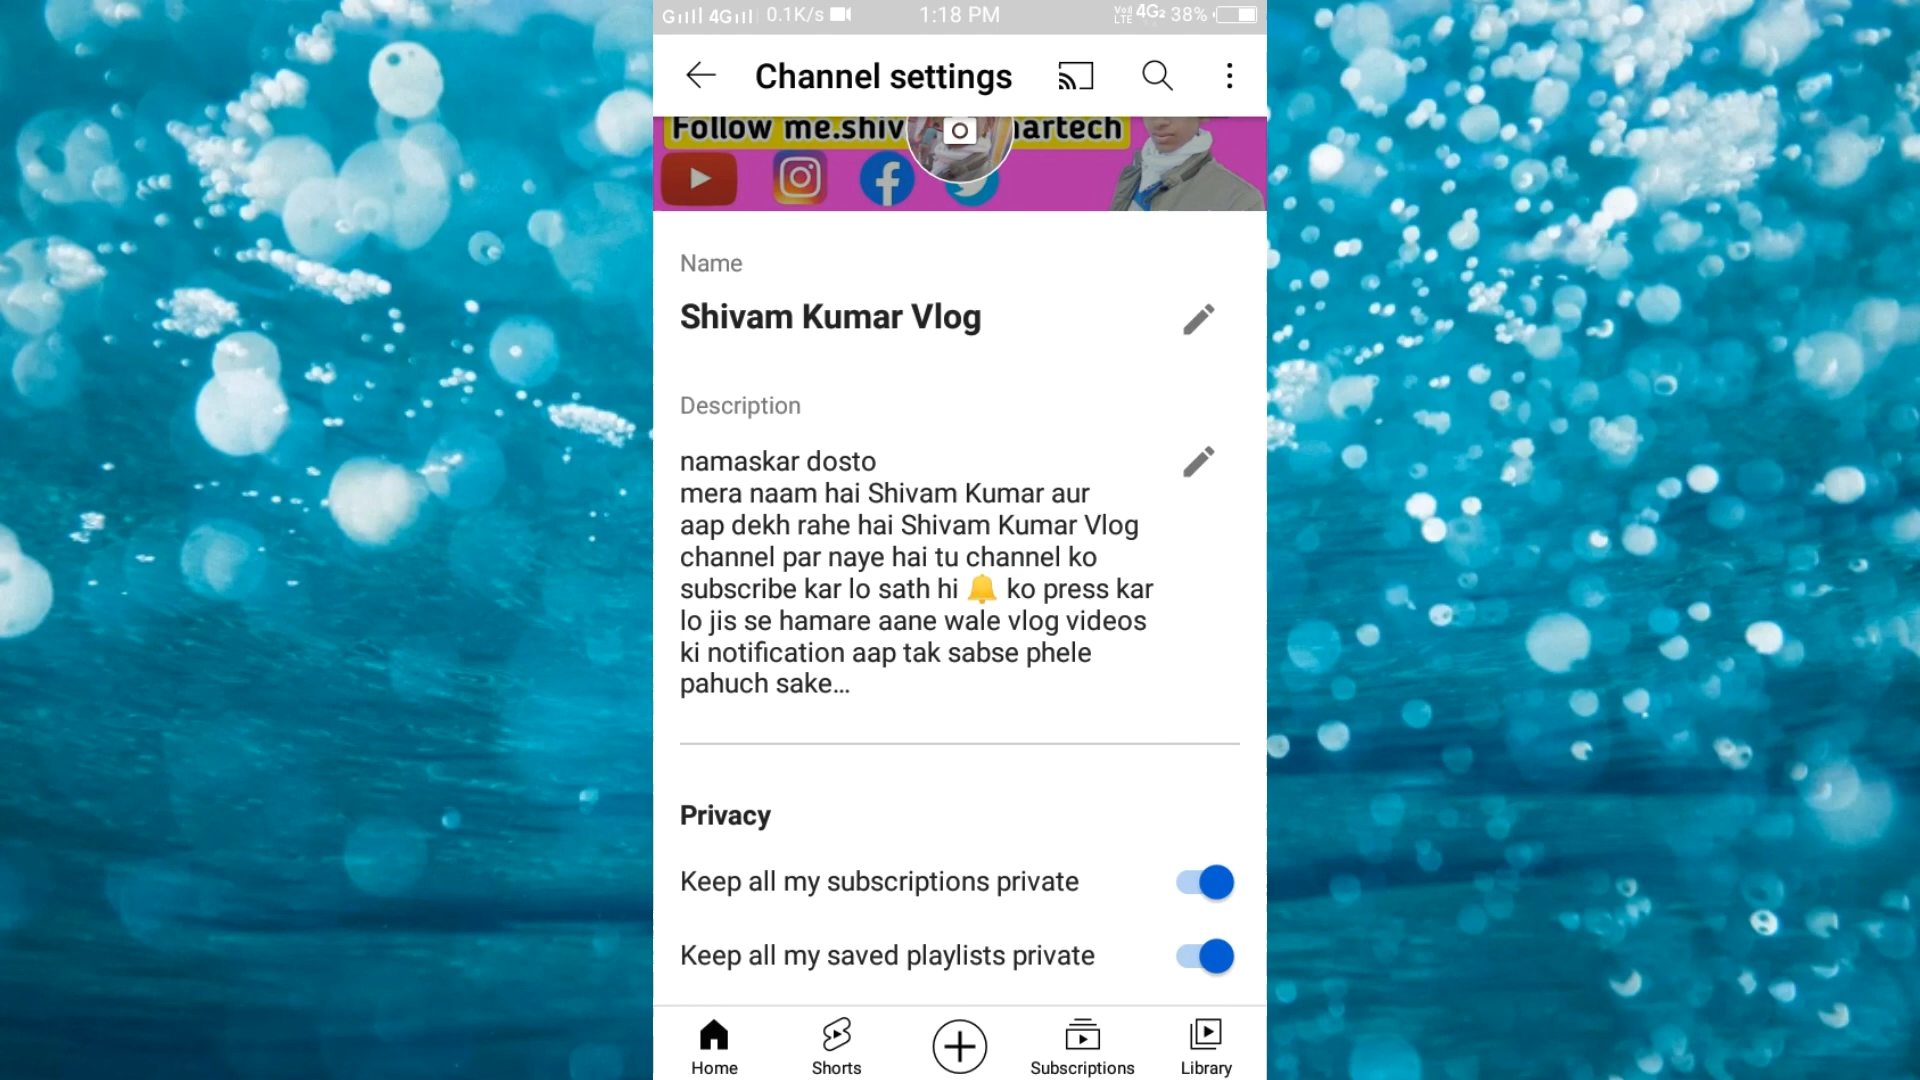 G 4G 0.1K/s 1:18 PM VoLTE 4G2 38%
Channel settings
Follow me.shiv artech
Name
Shivam Kumar Vlog
Description
namaskar dosto
mera naam hai Shivam Kumar aur
aap dekh rahe hai Shivam Kumar Vlog
channel par naye hai tu channel ko
subscribe kar lo sath hi 🔔 ko press kar
lo jis se hamare aane wale vlog videos
ki notification aap tak sabse phele
pahuch sake...
Privacy
Keep all my subscriptions private
Keep all my saved playlists private
Home Shorts Subscriptions Library